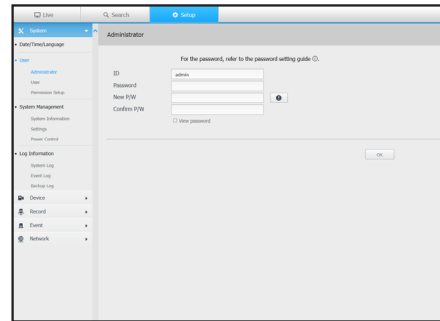 Live
Search
Setup
System
Date/Time/Language
User
Administrator
User
Permission Setup
System Management
System Information
Settings
Power Control
Log Information
System Log
Event Log
Backup Log
Device
Record
Event
Network
Administrator
For the password, refer to the password setting guide ①.
ID
admin
Password
New P/W
Confirm P/W
View password
OK